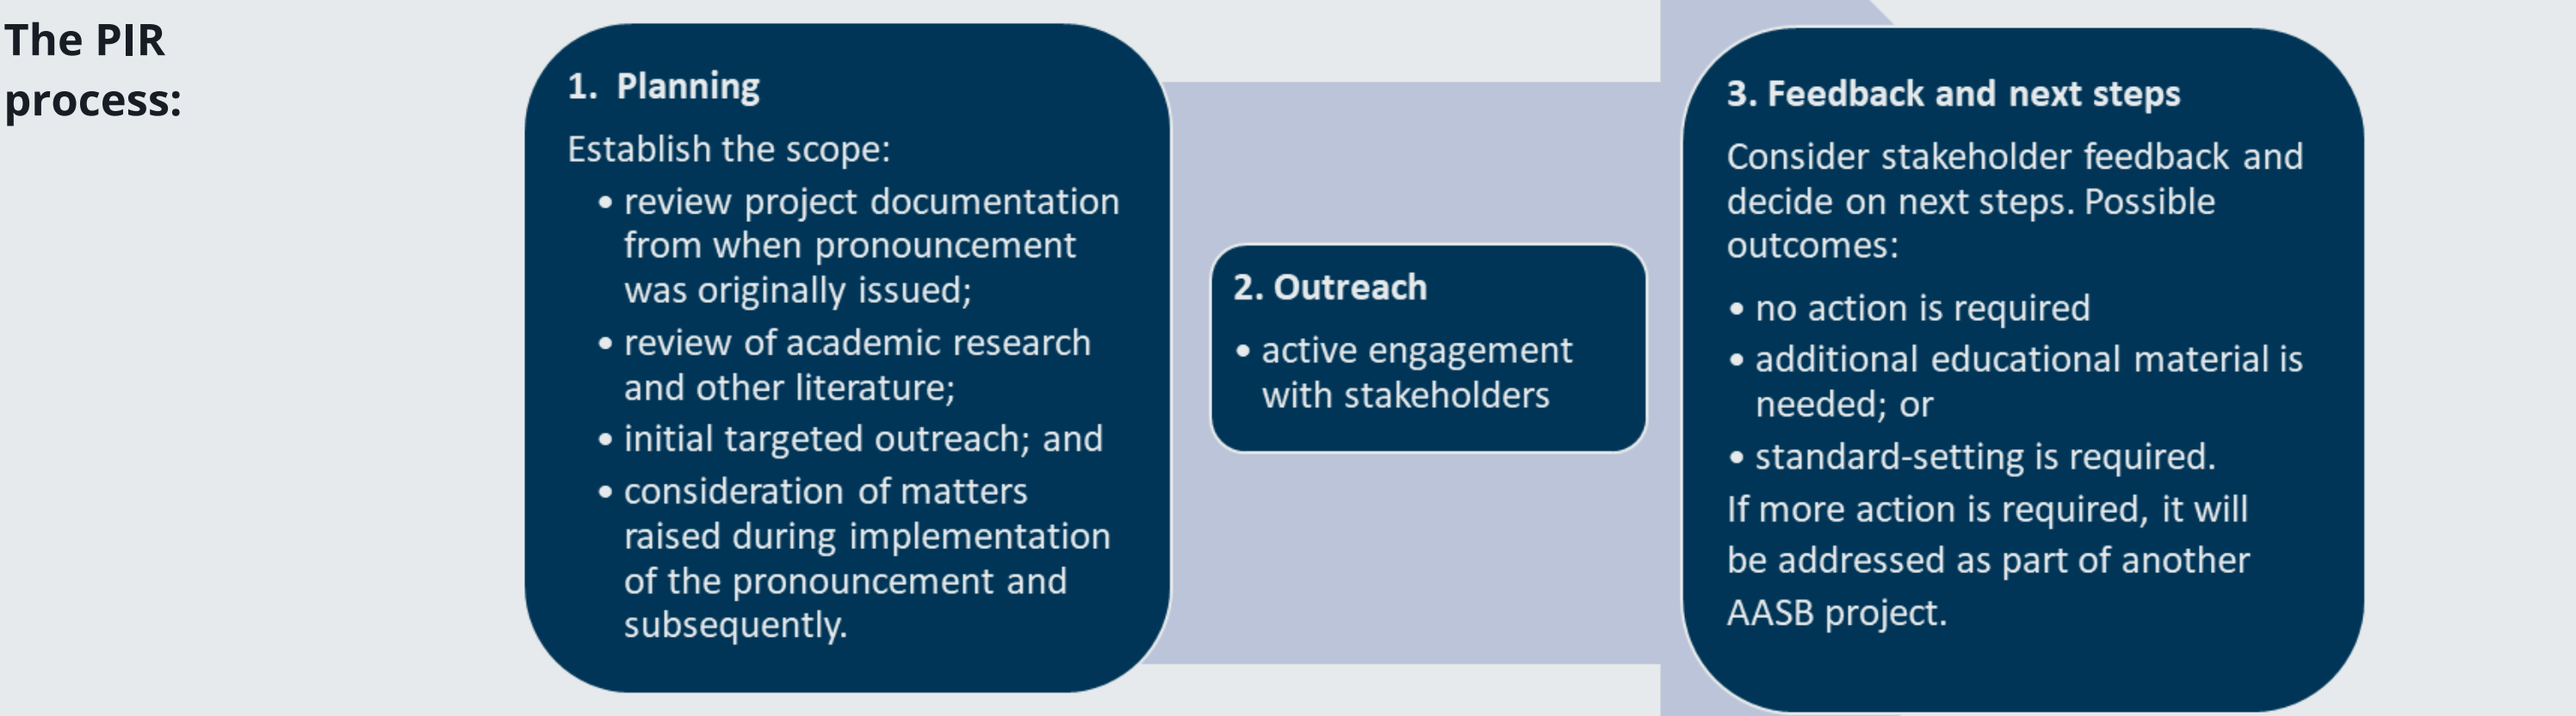 The PIR
process:
1. Planning
Establish the scope:
• review project documentation
from when pronouncement
was originally issued;
• review of academic research
and other literature;
• initial targeted outreach; and
• consideration of matters
raised during implementation
of the pronouncement and
subsequently.
2. Outreach
• active engagement
with stakeholders
3. Feedback and next steps
Consider stakeholder feedback and
decide on next steps. Possible
outcomes:
• no action is required
• additional educational material is
needed; or
• standard-setting is required.
If more action is required, it will
be addressed as part of another
AASB project.